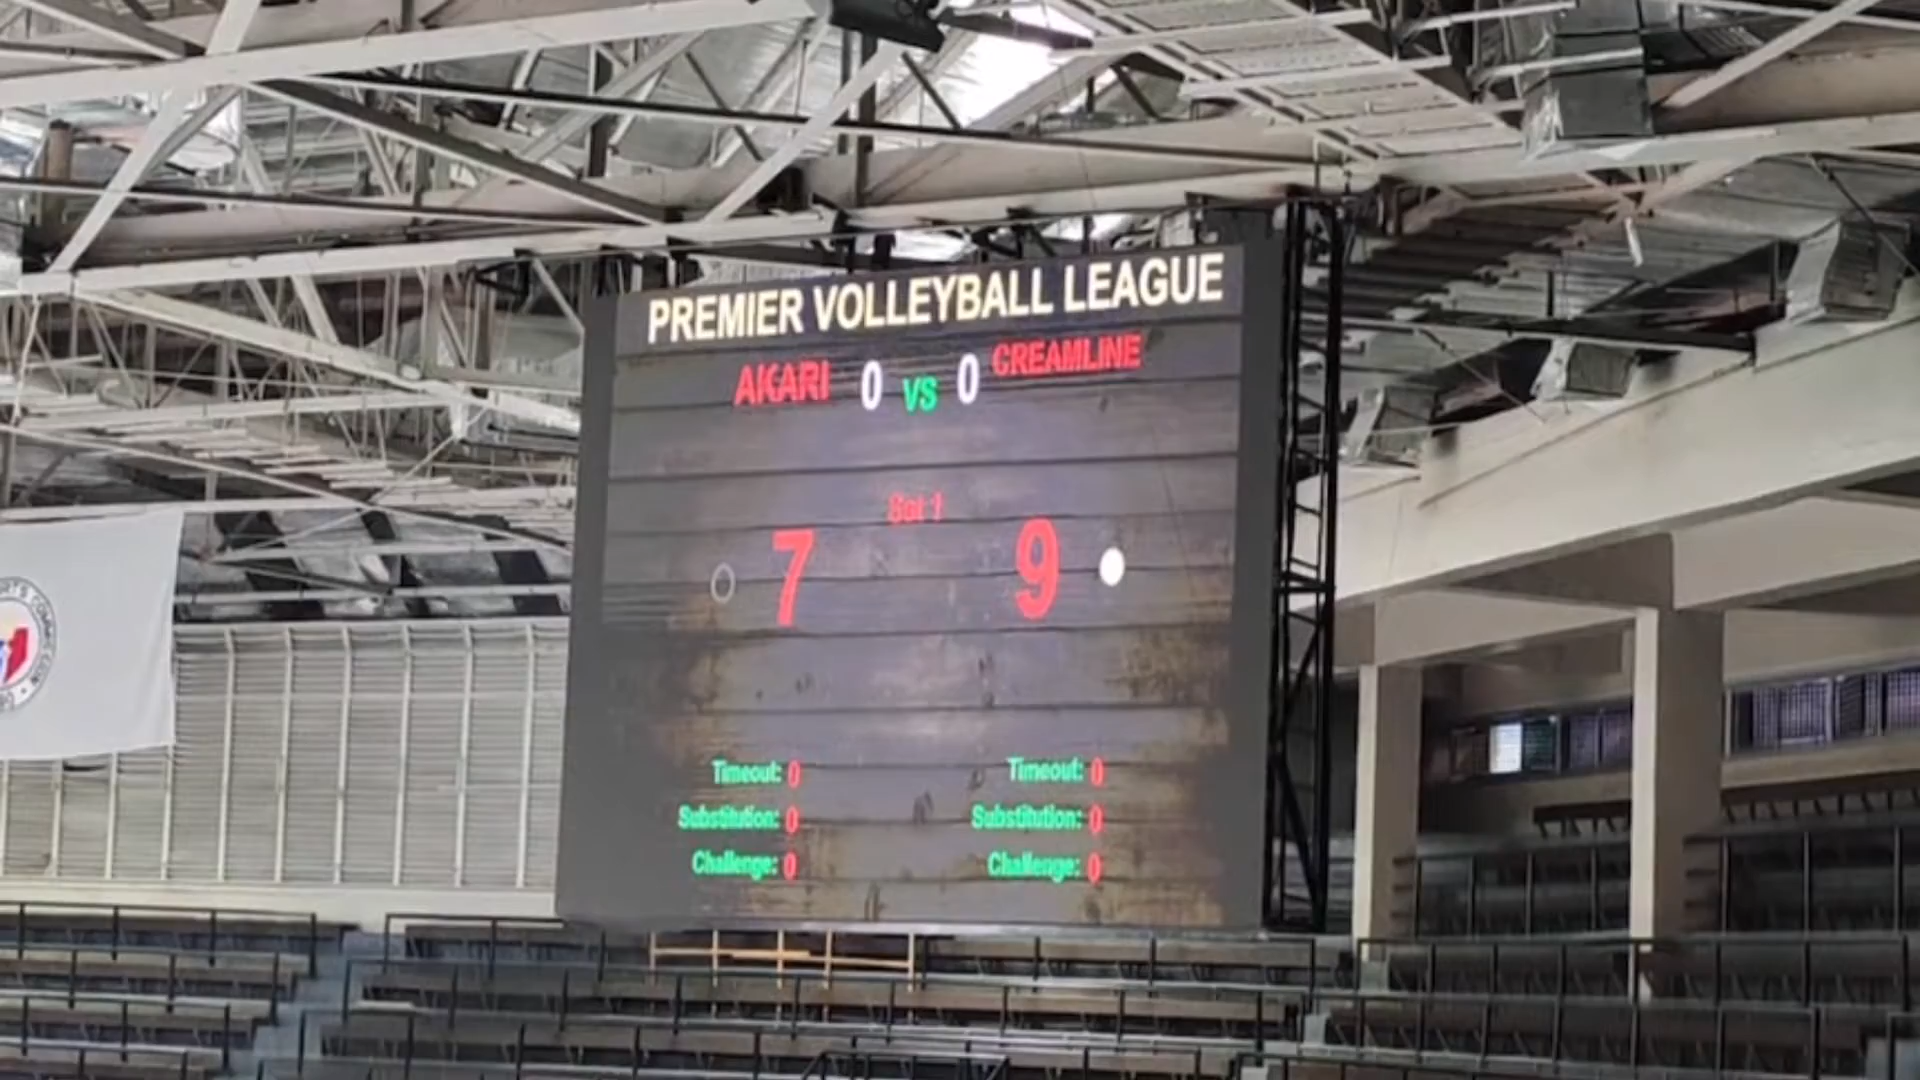 PREMIER VOLLEYBALL LEAGUE
AKARI 0 VS 0 CREAMLINE
Set 1
7 9
Timeout: 0 Timeout: 0
Substitution: 0 Substitution: 0
Challenge: 0 Challenge: 0